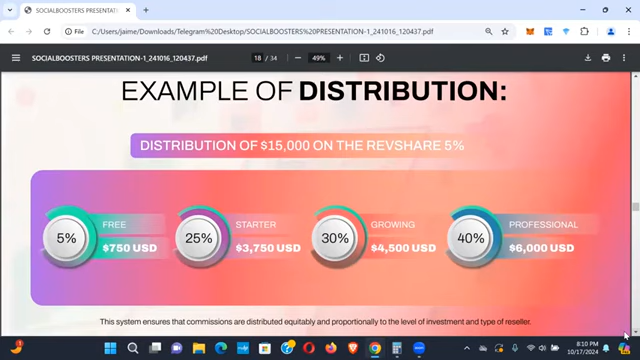 File
C:/Users/jaime/Downloads/Telegram%20Desktop/SOCIALBOOSTERS%20PRESENTATION-1_241016_120437.pdf
SOCIALBOOSTERS PRESENTATION-1_241016_120437.pdf
18 / 34
49%
EXAMPLE OF DISTRIBUTION:
DISTRIBUTION OF $15,000 ON THE REVSHARE 5%
5%
FREE
$750 USD
25%
STARTER
$3,750 USD
30%
GROWING
$4,500 USD
40%
PROFESSIONAL
$6,000 USD
This system ensures that commissions are distributed equitably and proportionally to the level of investment and type of reseller.
8:10 PM
10/17/2024